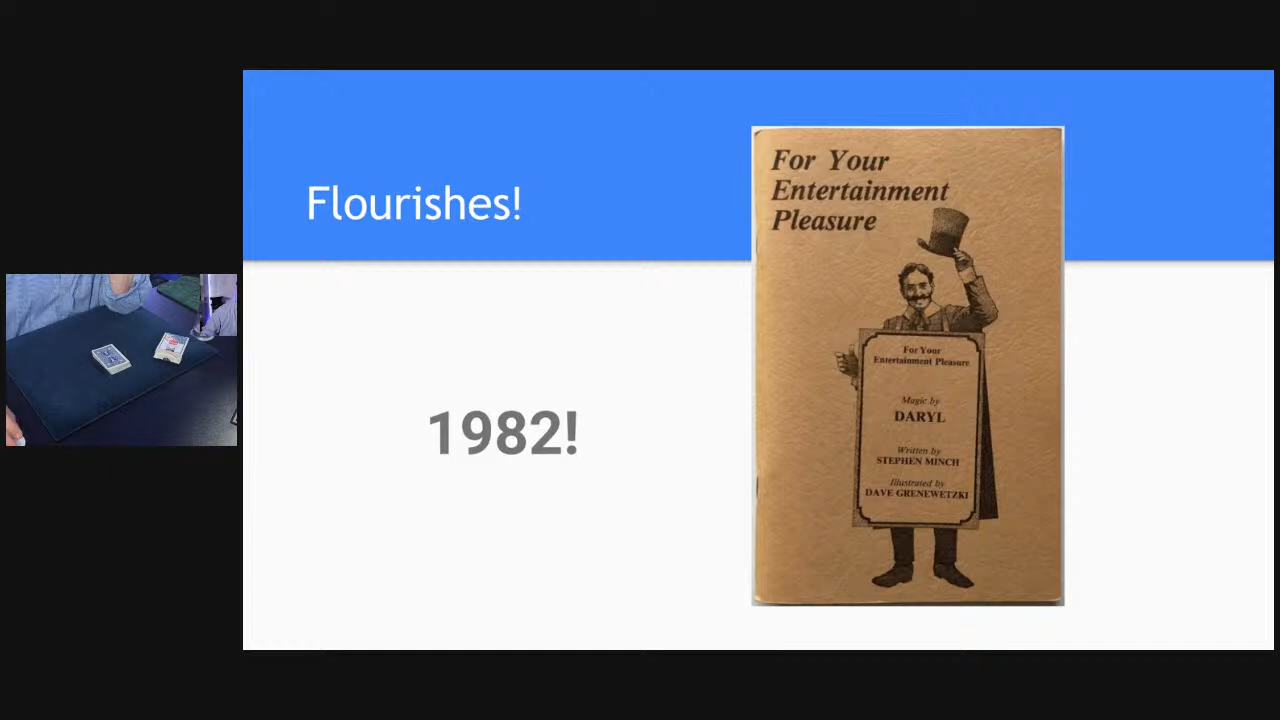 Flourishes!
1982!
For Your
Entertainment
Pleasure
For Your
Entertainment Pleasure
Magic by
DARYL
Written by
STEPHEN MINCH
Illustrated by
DAVE GRENEWETZKI